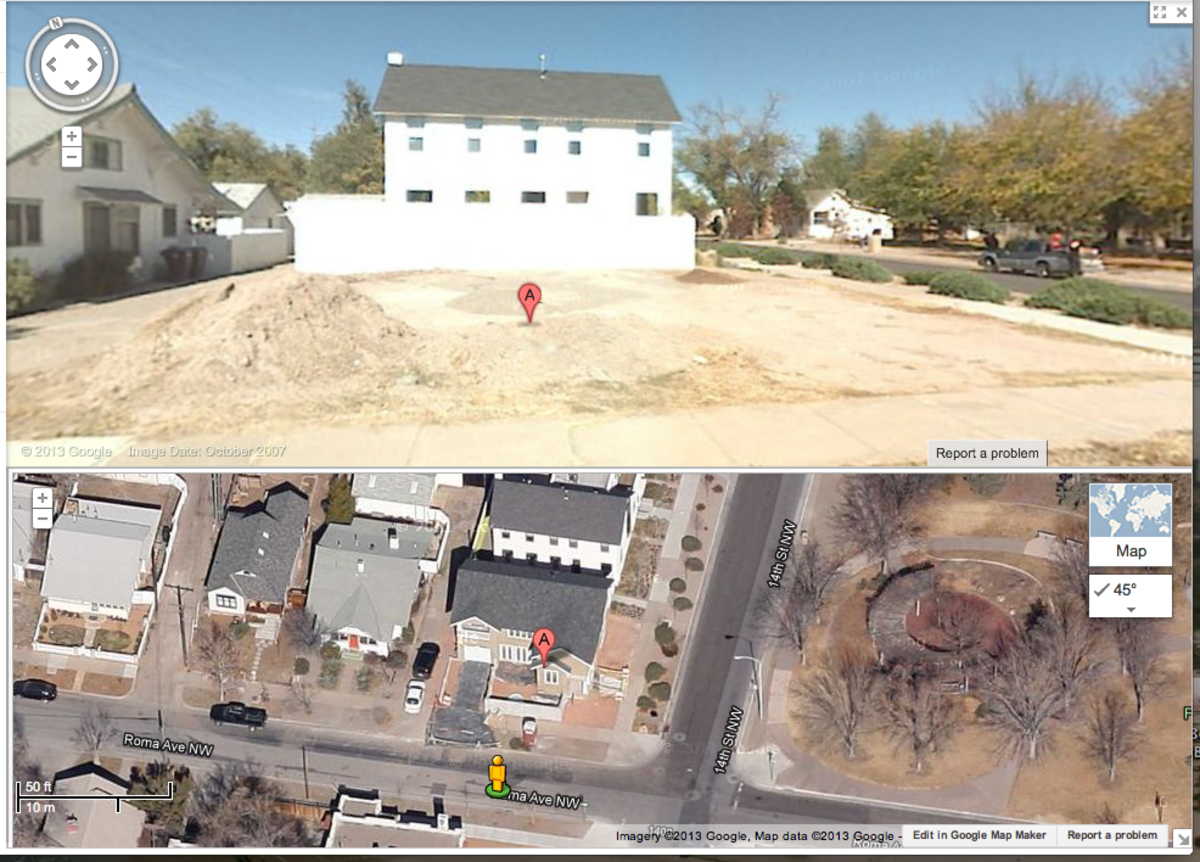 N
A
© 2013 Google Image Date: October 2007
Report a problem
Map
45°
14th St NW
A
14th St NW
Roma Ave NW
50 ft
10 m
ma Ave NW
Imagery ©2013 Google, Map data ©2013 Google -
Edit in Google Map Maker
Report a problem